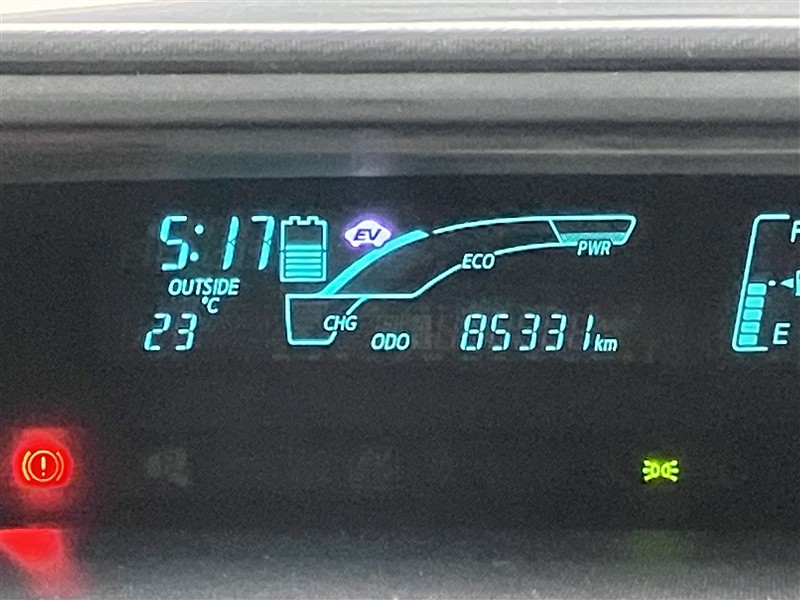 5:17
EV
OUTSIDE
°C
23
CHG
ECO
PWR
ODO
85331km
F
E